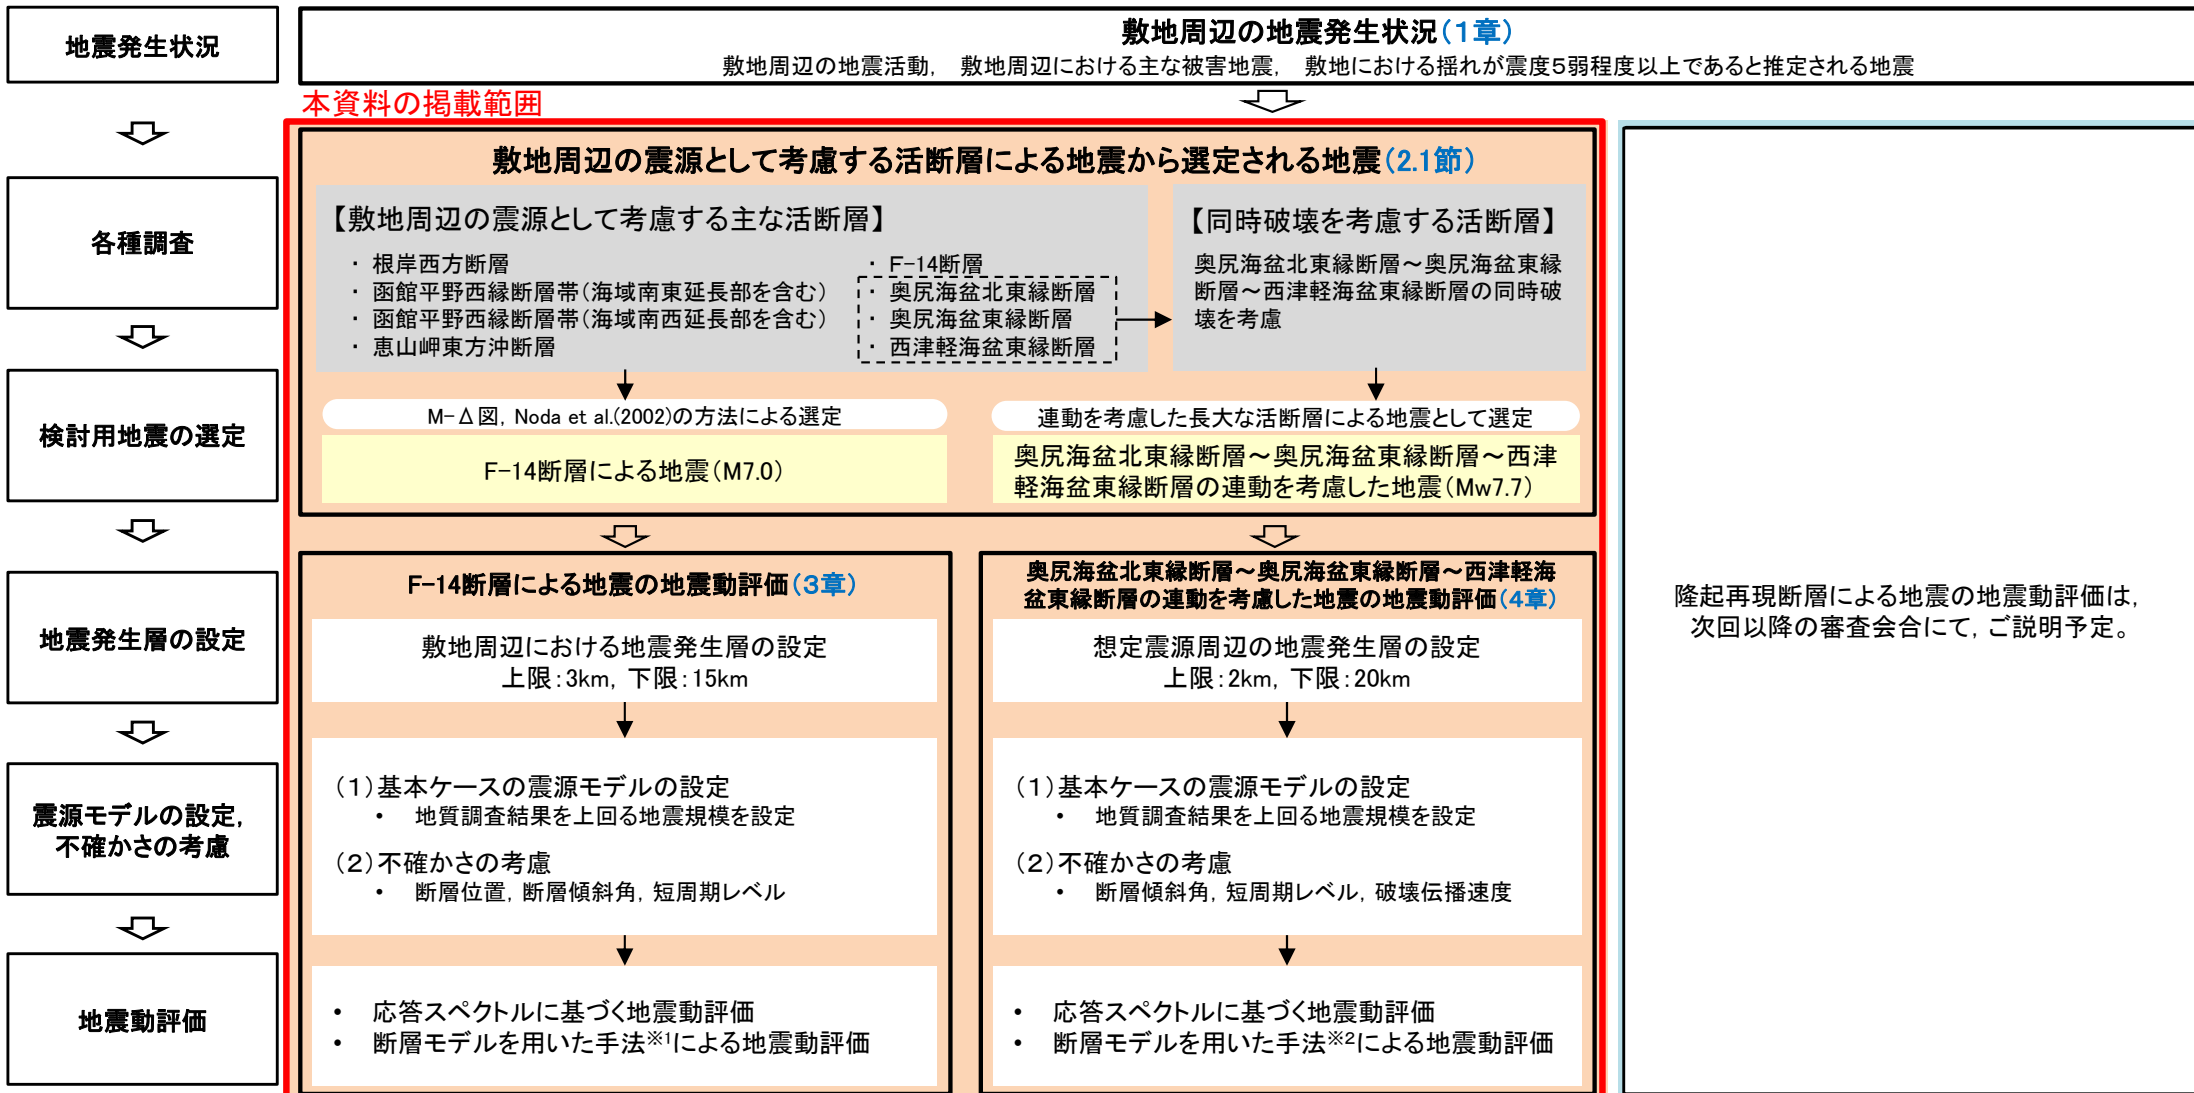 地震発生状況
敷地周辺の地震発生状況(1章)
敷地周辺の地震活動, 敷地周辺における主な被害地震, 敷地における揺れが震度5弱程度以上であると推定される地震
本資料の掲載範囲
敷地周辺の震源として考慮する活断層による地震から選定される地震(2.1節)
各種調査
【敷地周辺の震源として考慮する主な活断層】
・ 根岸西方断層
・ 函館平野西縁断層帯(海域南東延長部を含む)
・ 函館平野西縁断層帯(海域南西延長部を含む)
・ 恵山岬東方沖断層
・ F-14断層
・ 奥尻海盆北東縁断層
・ 奥尻海盆東縁断層
・ 西津軽海盆東縁断層
【同時破壊を考慮する活断層】
奥尻海盆北東縁断層～奥尻海盆東縁
断層～西津軽海盆東縁断層の同時破
壊を考慮
検討用地震の選定
M-Δ図, Noda et al.(2002)の方法による選定
F-14断層による地震(M7.0)
連動を考慮した長大な活断層による地震として選定
奥尻海盆北東縁断層～奥尻海盆東縁断層～西津
軽海盆東縁断層の連動を考慮した地震(Mw7.7)
地震発生層の設定
F-14断層による地震の地震動評価(3章)
敷地周辺における地震発生層の設定
上限:3km, 下限:15km
奥尻海盆北東縁断層～奥尻海盆東縁断層～西津軽海
盆東縁断層の連動を考慮した地震の地震動評価(4章)
想定震源周辺の地震発生層の設定
上限:2km, 下限:20km
隆起再現断層による地震の地震動評価は,
次回以降の審査会合にて, ご説明予定。
震源モデルの設定,
不確かさの考慮
(1)基本ケースの震源モデルの設定
• 地質調査結果を上回る地震規模を設定
(2)不確かさの考慮
• 断層位置, 断層傾斜角, 短周期レベル
(1)基本ケースの震源モデルの設定
• 地質調査結果を上回る地震規模を設定
(2)不確かさの考慮
• 断層傾斜角, 短周期レベル, 破壊伝播速度
地震動評価
• 応答スペクトルに基づく地震動評価
• 断層モデルを用いた手法※1による地震動評価
• 応答スペクトルに基づく地震動評価
• 断層モデルを用いた手法※2による地震動評価